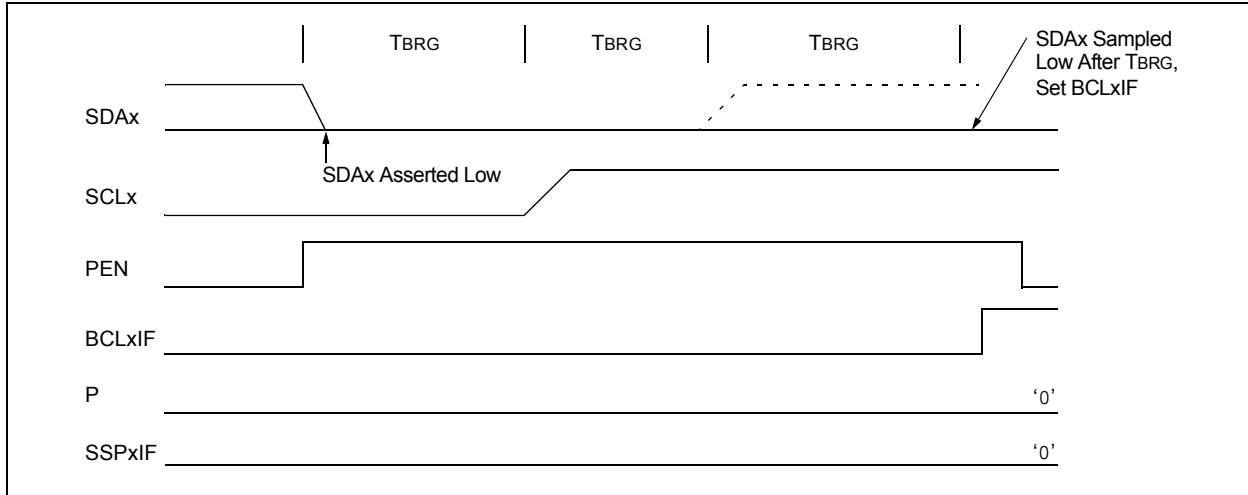 TBRG TBRG TBRG
SDAx Sampled
Low After TBRG,
Set BCLxIF
SDAx
SDAx Asserted Low
SCLx
PEN
BCLxIF
P ‘0’
SSPxIF ‘0’